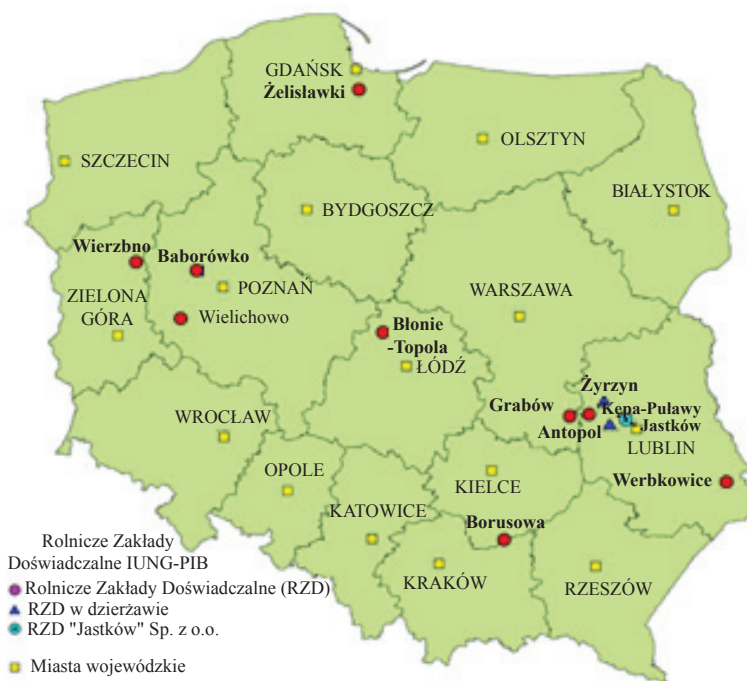 GDAŃSK
Żelisławki
OLSZTYN
SZCZECIN
BIAŁYSTOK
BYDGOSZCZ
Wierzbno
Baborówko
POZNAŃ
ZIELONA
GÓRA
Wielichowo
WARSZAWA
Błonie
-Topola
ŁÓDŹ
Żyrzyn
Grabów
Kępa-Puławy
Jastków
Antopol
LUBLIN
WROCŁAW
OPOLE
KIELCE
Werbkowice
KATOWICE
Borusowa
KRAKÓW
RZESZÓW
Rolnicze Zakłady
Doświadczalne IUNG-PIB
Rolnicze Zakłady Doświadczalne (RZD)
RZD w dzierżawie
RZD "Jastków" Sp. z o.o.
Miasta wojewódzkie